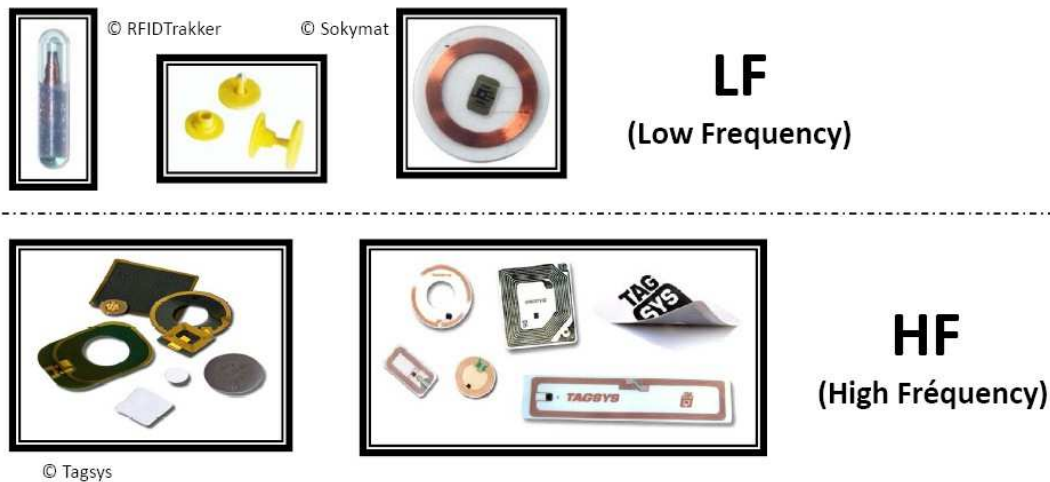 © RFIDTrakker
© Sokymat
LF
(Low Frequency)
TAG
SYS
TAGSYS
HF
(High Fréquency)
© Tagsys